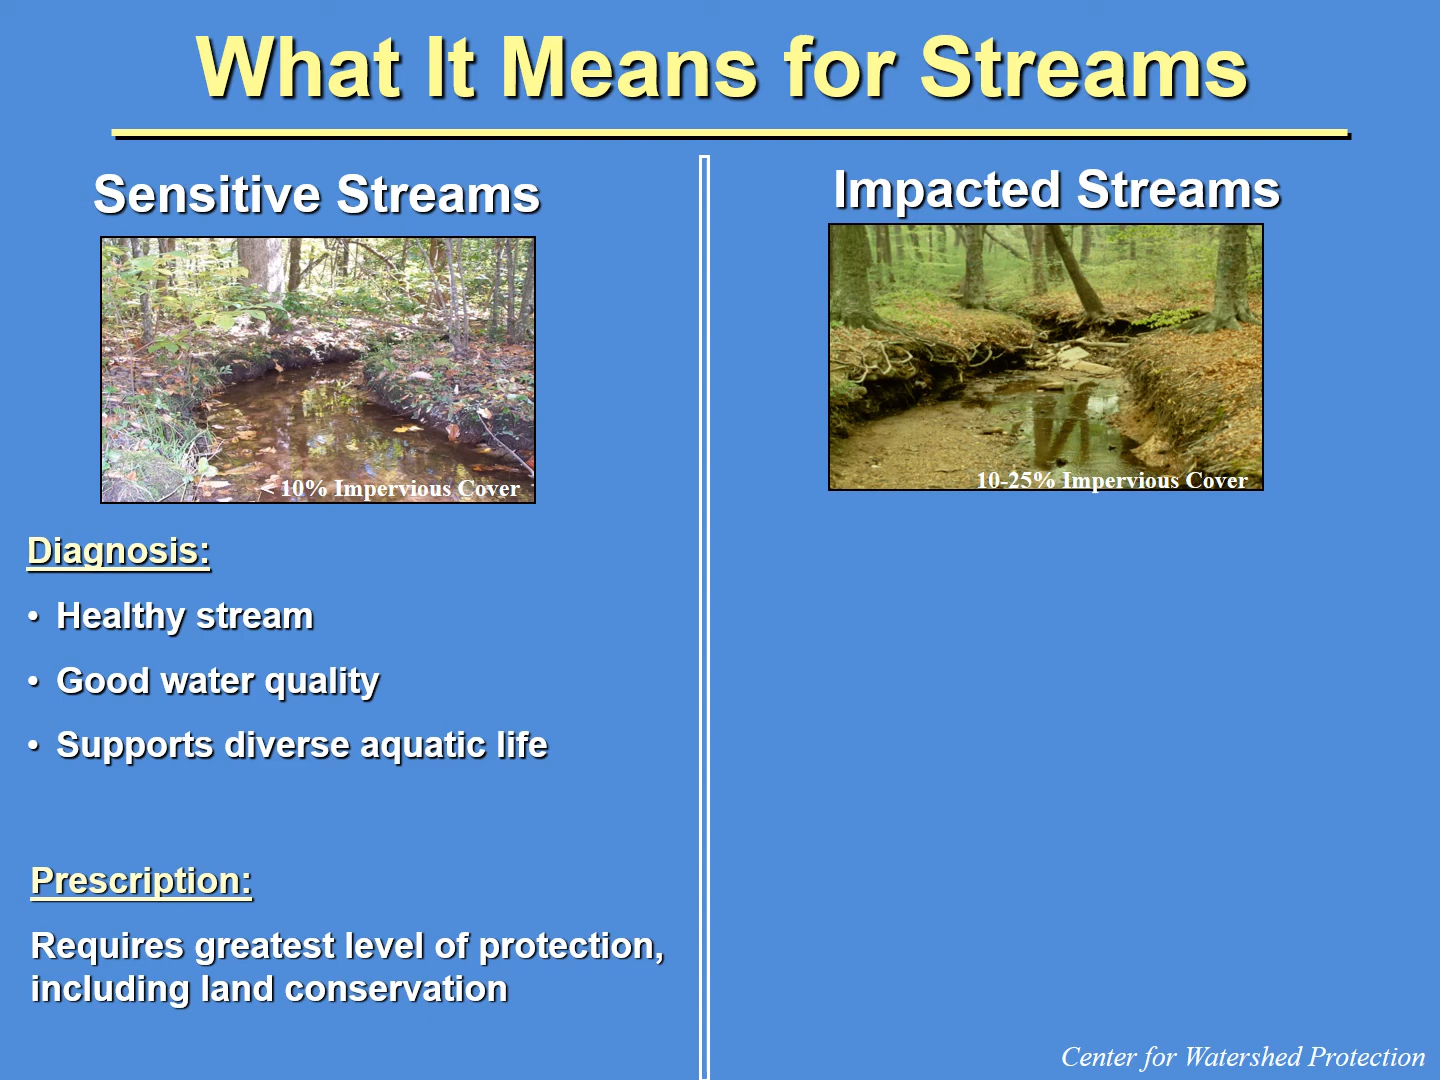 What It Means for Streams
Sensitive Streams
< 10% Impervious Cover
Diagnosis:
• Healthy stream
• Good water quality
• Supports diverse aquatic life
Prescription:
Requires greatest level of protection,
including land conservation
Impacted Streams
10-25% Impervious Cover
Center for Watershed Protection